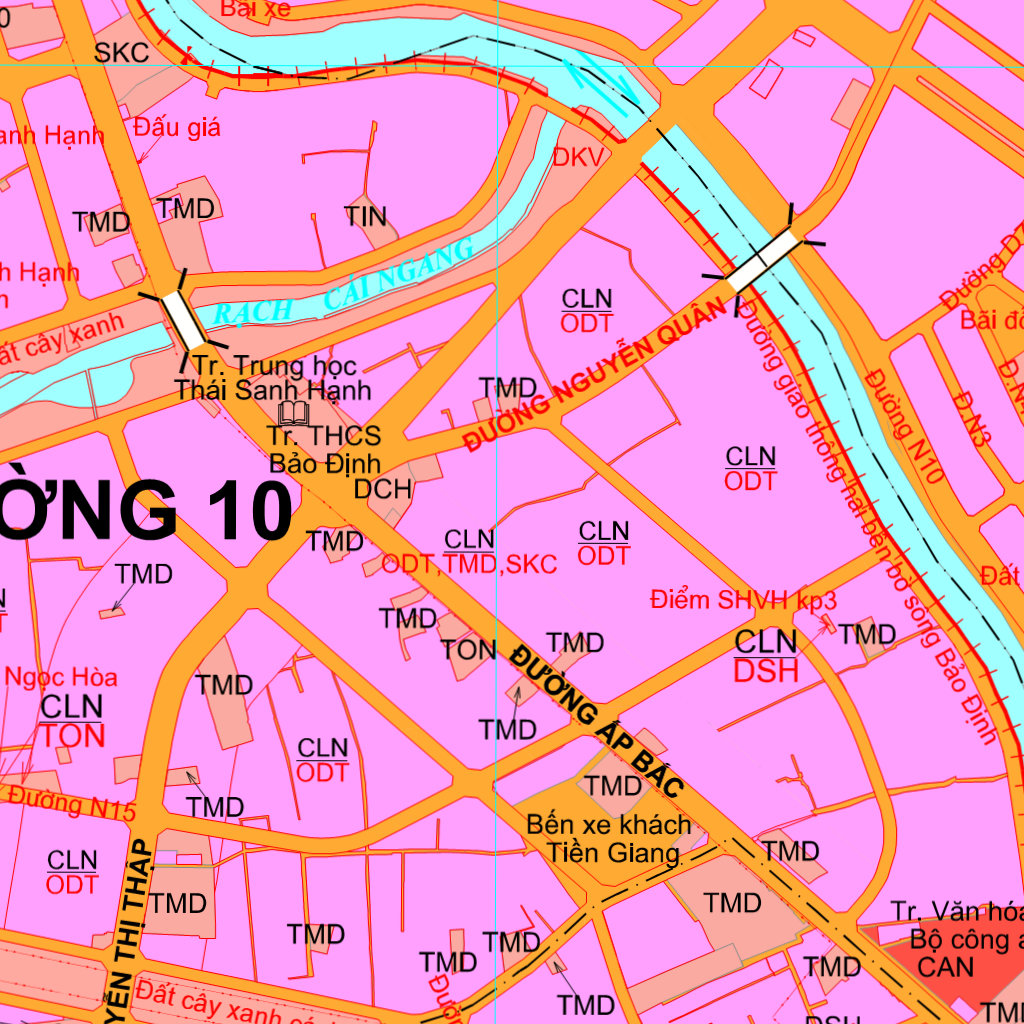 Bãi xe
SKC
anh Hạnh
Đấu giá
DKV
TMD
TMD
TIN
h Hạnh
RẠCH CÁI NGANG
Đường D7
CLN
ODT
Bãi đỗ
ất cây xanh
Tr. Trung học
Thái Sanh Hạnh
TMD
ĐƯỜNG NGUYỄN QUÂN
Đường giao thông hai bên bờ sông Bảo Định
Đường N10
Đ.N3
Tr. THCS
Bảo Định
DCH
CLN
ODT
ỜNG 10
TMD
CLN
ODT,TMD,SKC
CLN
ODT
TMD
Đất
Điểm SHVH kp3
TMD
TON
TMD
CLN
DSH
TMD
Ngọc Hòa
CLN
TON
TMD
TMD
ĐƯỜNG ẤP BẮC
CLN
ODT
TMD
TMD
Đường N15
Bến xe khách
Tiền Giang
TMD
CLN
ODT
TMD
TMD
YỄN THỊ THẬP
TMD
TMD
TMD
Tr. Văn hóa
Bộ công a
CAN
TMD
Đất cây xanh
TMD
DSH
TMD